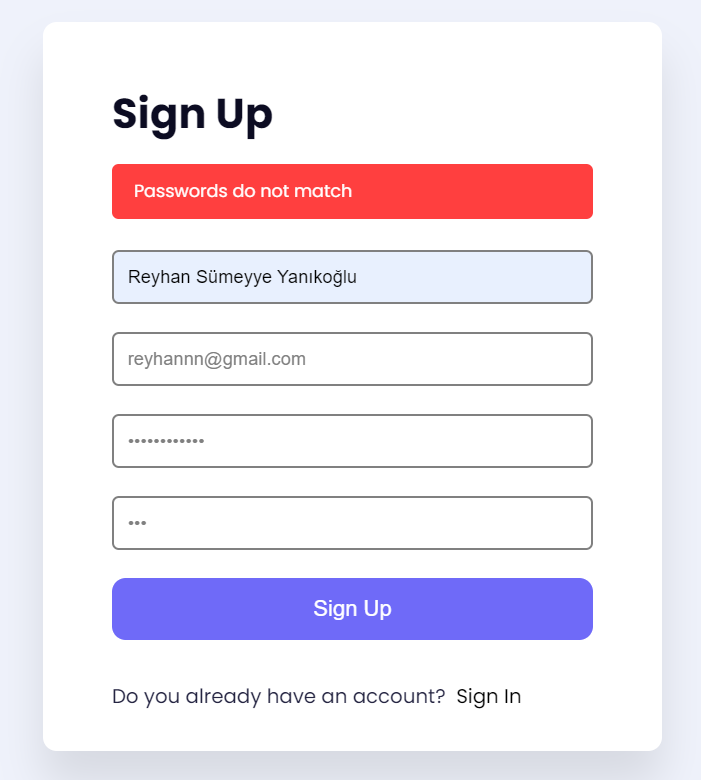 Sign Up
Passwords do not match
Reyhan Sümeyye Yanıkoğlu
reyhannn@gmail.com
••••••••••••
•••
Sign Up
Do you already have an account? Sign In